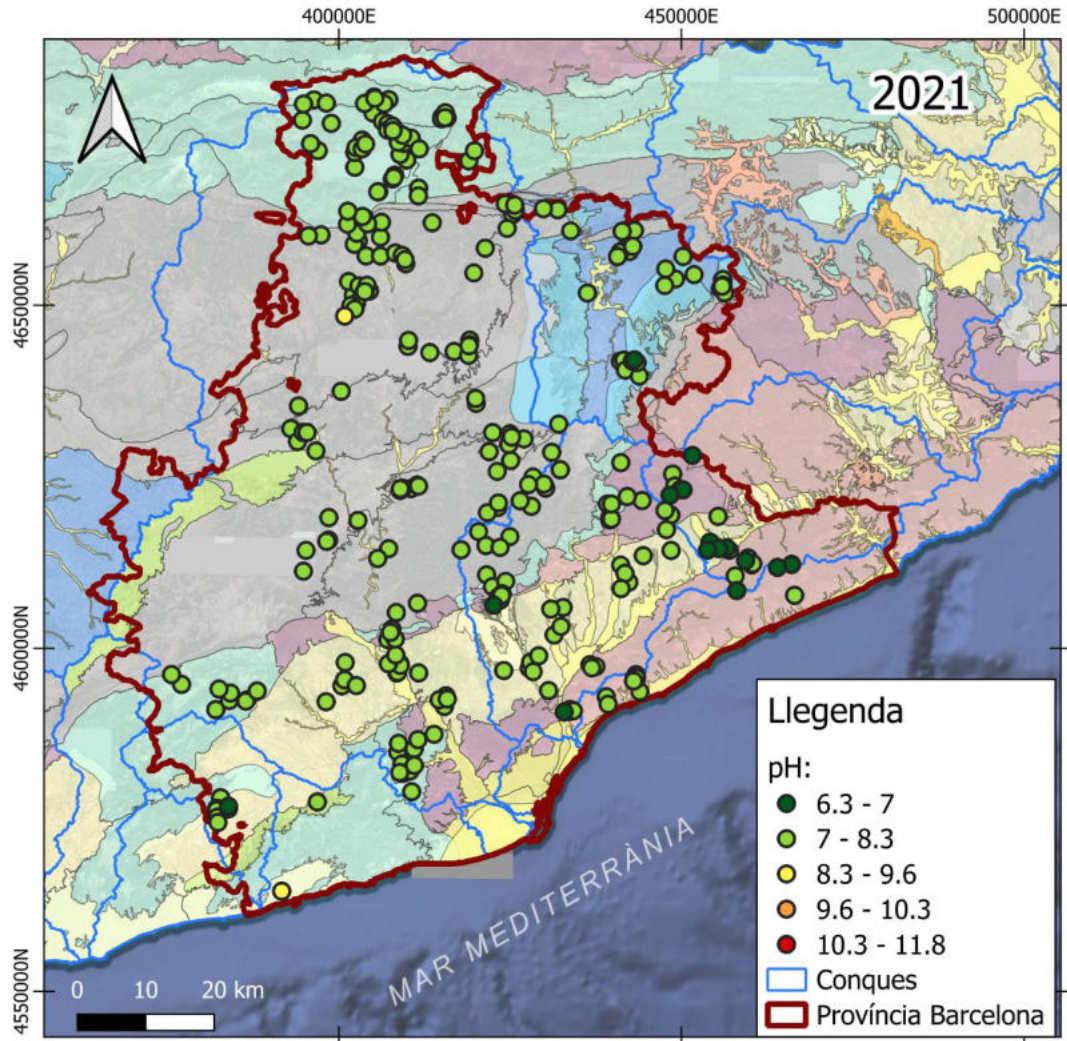 400000E 450000E 500000E
2021
4650000N
4600000N
4550000N
Llegenda
pH:
6.3 - 7
7 - 8.3
8.3 - 9.6
9.6 - 10.3
10.3 - 11.8
Conques
Província Barcelona
MAR MEDITERRÀNIA
0 10 20 km